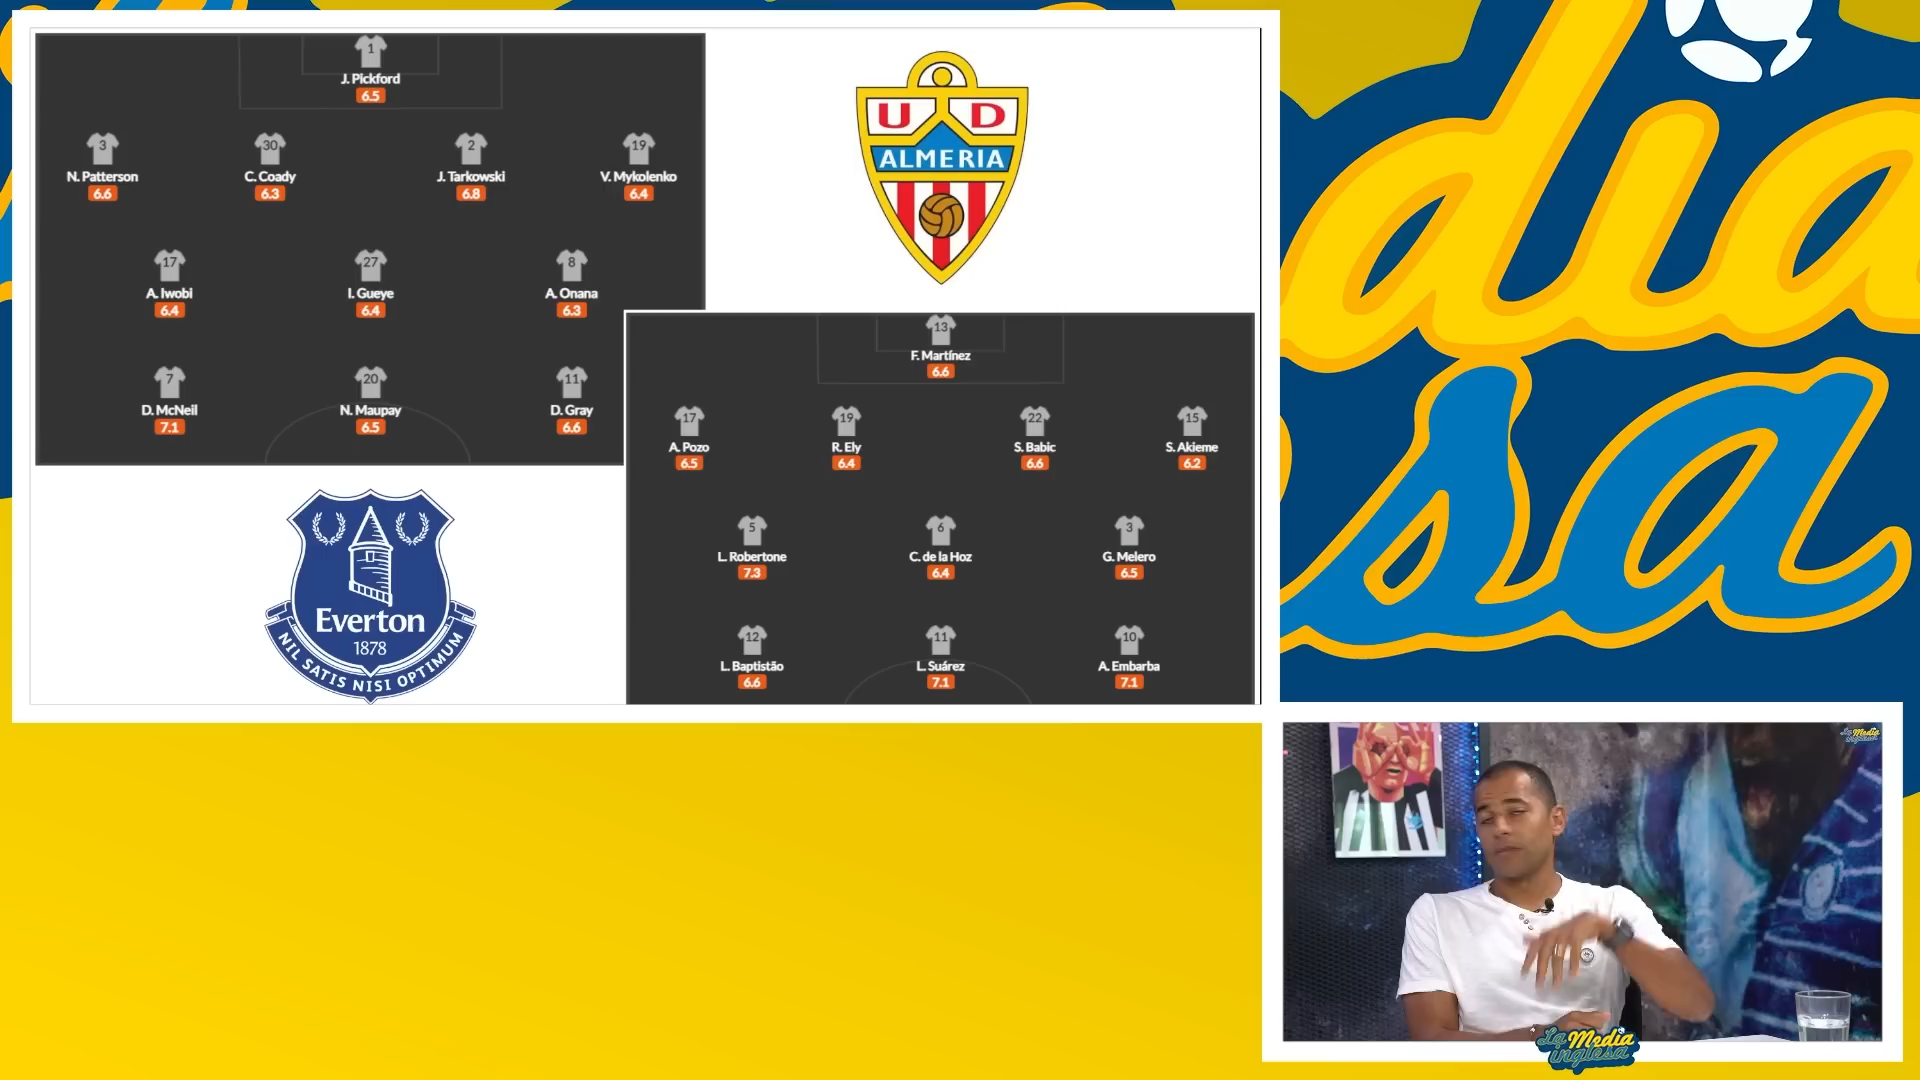 1
J. Pickford
6.5
3 30 2 19
N. Patterson C. Coady J. Tarkowski V. Mykolenko
6.6 6.3 6.8 6.4
17 27 8
A. Iwobi I. Gueye A. Onana
6.4 6.4 6.3
7 20 11
D. McNeil N. Maupay D. Gray
7.1 6.5 6.6
U D
ALMERIA
Everton
1878
NIL SATIS NISI OPTIMUM
13
F. Martínez
6.6
17 19 22 15
A. Pozo R. Ely S. Babic S. Akieme
6.5 6.4 6.6 6.2
5 6 3
L. Robertone C. de la Hoz G. Melero
7.3 6.4 6.5
12 11 10
L. Baptistão L. Suárez A. Embarba
6.6 7.1 7.1
dia
sa
La Media
inglesa
La Media
inglesa